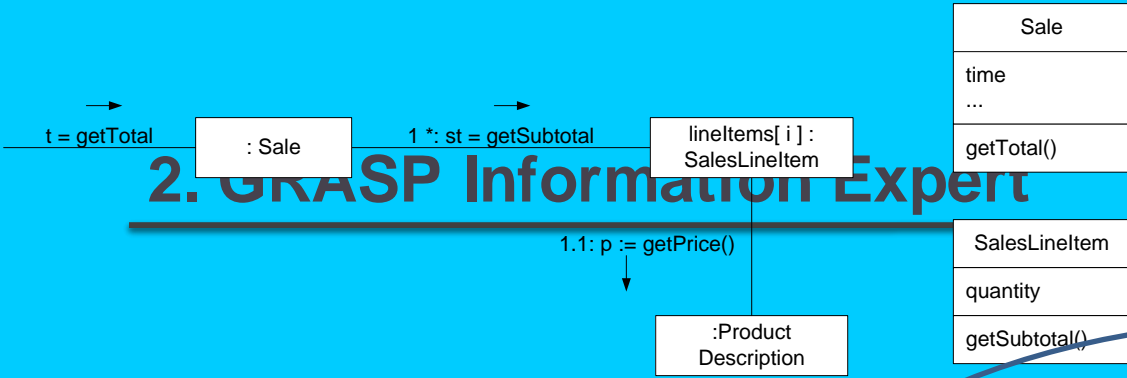 Sale
time
...
getTotal()
t = getTotal
: Sale
1 *: st = getSubtotal
lineItems[ i ] :
SalesLineItem
2. GRASP Information Expert
1.1: p := getPrice()
:Product
Description
SalesLineItem
quantity
getSubtotal()